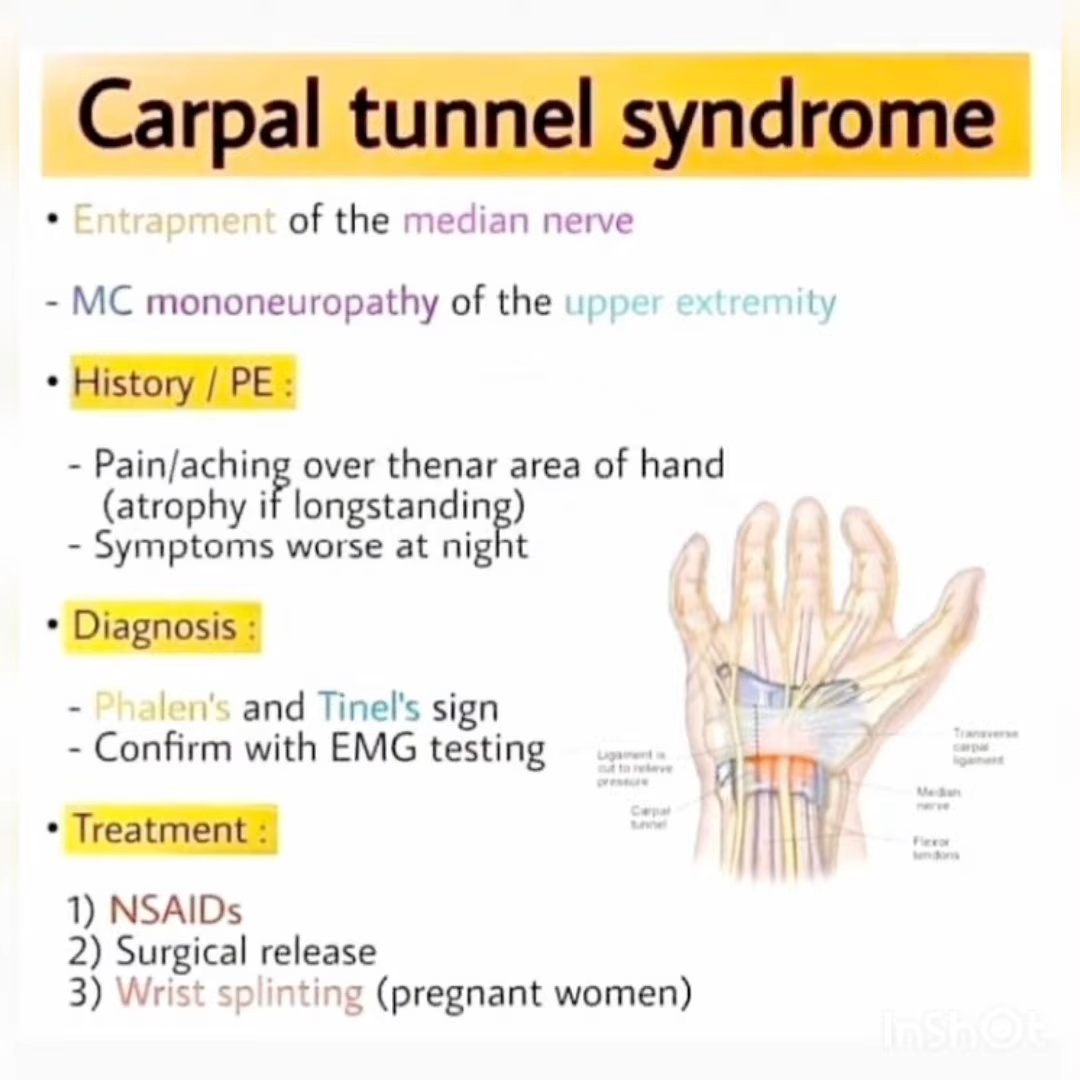 Carpal tunnel syndrome
• Entrapment of the median nerve
- MC mononeuropathy of the upper extremity
• History / PE :
- Pain/aching over thenar area of hand
(atrophy if longstanding)
- Symptoms worse at night
• Diagnosis :
- Phalen's and Tinel's sign
- Confirm with EMG testing
Ligament is
cut to relieve
pressure
Carpal
tunnel
Transverse
carpal
ligament
Median
nerve
Flexor
tendons
• Treatment :
1) NSAIDs
2) Surgical release
3) Wrist splinting (pregnant women)
InShOt